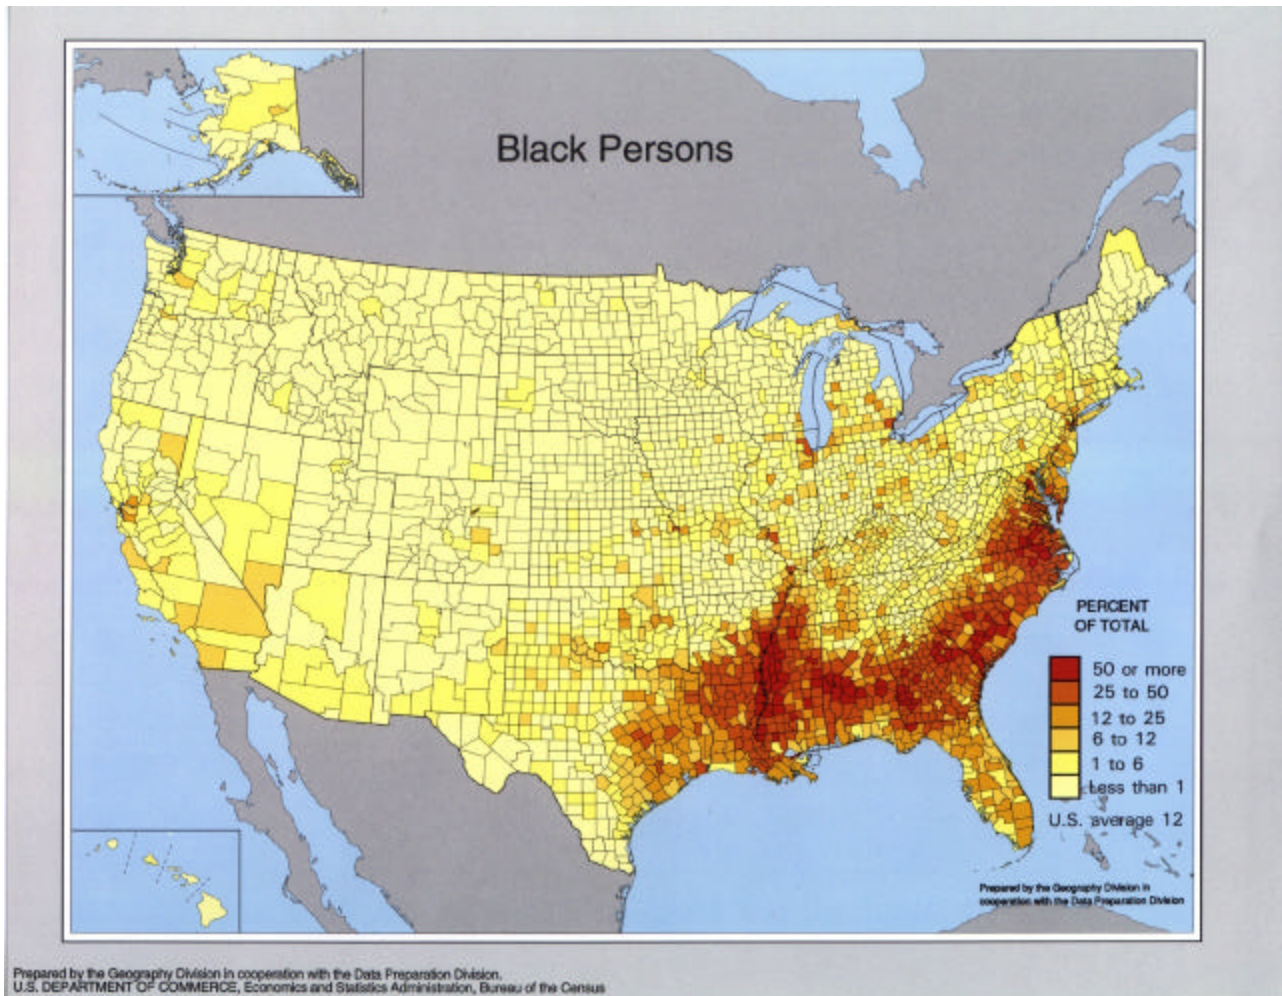 Black Persons
PERCENT
OF TOTAL
50 or more
25 to 50
12 to 25
6 to 12
1 to 6
Less than 1
U.S. average 12
Prepared by the Geography Division in
cooperation with the Data Preparation Division
Prepared by the Geography Division in cooperation with the Data Preparation Division.
U.S. DEPARTMENT OF COMMERCE, Economics and Statistics Administration, Bureau of the Census